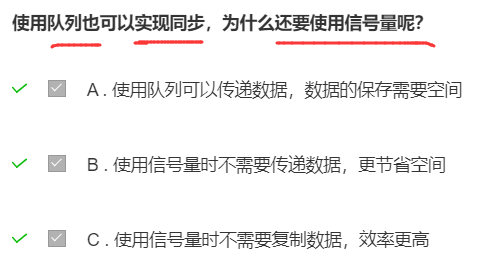 使用队列也可以实现同步，为什么还要使用信号量呢？
A . 使用队列可以传递数据，数据的保存需要空间
B . 使用信号量时不需要传递数据，更节省空间
C . 使用信号量时不需要复制数据，效率更高